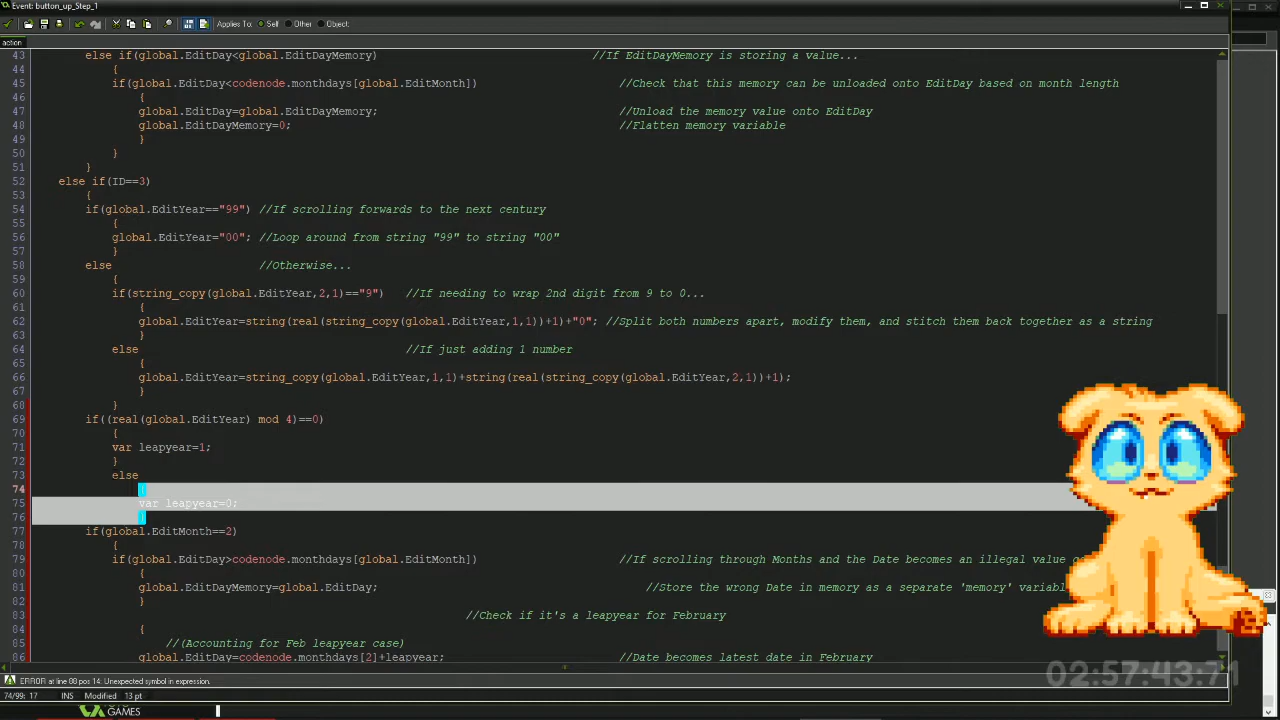 Event: button_up_Step_1
Applies To: Self Other Object:
action
43 else if(global.EditDay<global.EditDayMemory) //If EditDayMemory is storing a value...
44 {
45 if(global.EditDay<codenode.monthdays[global.EditMonth]) //Check that this memory can be unloaded onto EditDay based on month length
46 {
47 global.EditDay=global.EditDayMemory; //Unload the memory value onto EditDay
48 global.EditDayMemory=0; //Flatten memory variable
49 }
50 }
51 }
52 else if(ID==3)
53 {
54 if(global.EditYear=="99") //If scrolling forwards to the next century
55 {
56 global.EditYear="00"; //Loop around from string "99" to string "00"
57 }
58 else //Otherwise...
59 {
60 if(string_copy(global.EditYear,2,1)=="9") //If needing to wrap 2nd digit from 9 to 0...
61 {
62 global.EditYear=string(real(string_copy(global.EditYear,1,1))+1)+"0"; //Split both numbers apart, modify them, and stitch them back together as a string
63 }
64 else //If just adding 1 number
65 {
66 global.EditYear=string_copy(global.EditYear,1,1)+string(real(string_copy(global.EditYear,2,1))+1);
67 }
68 }
69 if((real(global.EditYear) mod 4)==0)
70 {
71 var leapyear=1;
72 }
73 else
74 {
75 var leapyear=0;
76 }
77 if(global.EditMonth==2)
78 {
79 if(global.EditDay>codenode.monthdays[global.EditMonth]) //If scrolling through Months and the Date becomes an illegal value
80 {
81 global.EditDayMemory=global.EditDay; //Store the wrong Date in memory as a separate 'memory' variabl
82 }
83 //Check if it's a leapyear for February
84 {
85 //(Accounting for Feb leapyear case)
86 global.EditDay=codenode.monthdays[2]+leapyear; //Date becomes latest date in February
02:57:43:71
ERROR at line 88 pos 14: Unexpected symbol in expression.
74/99: 17 INS Modified 13 pt
GAMES